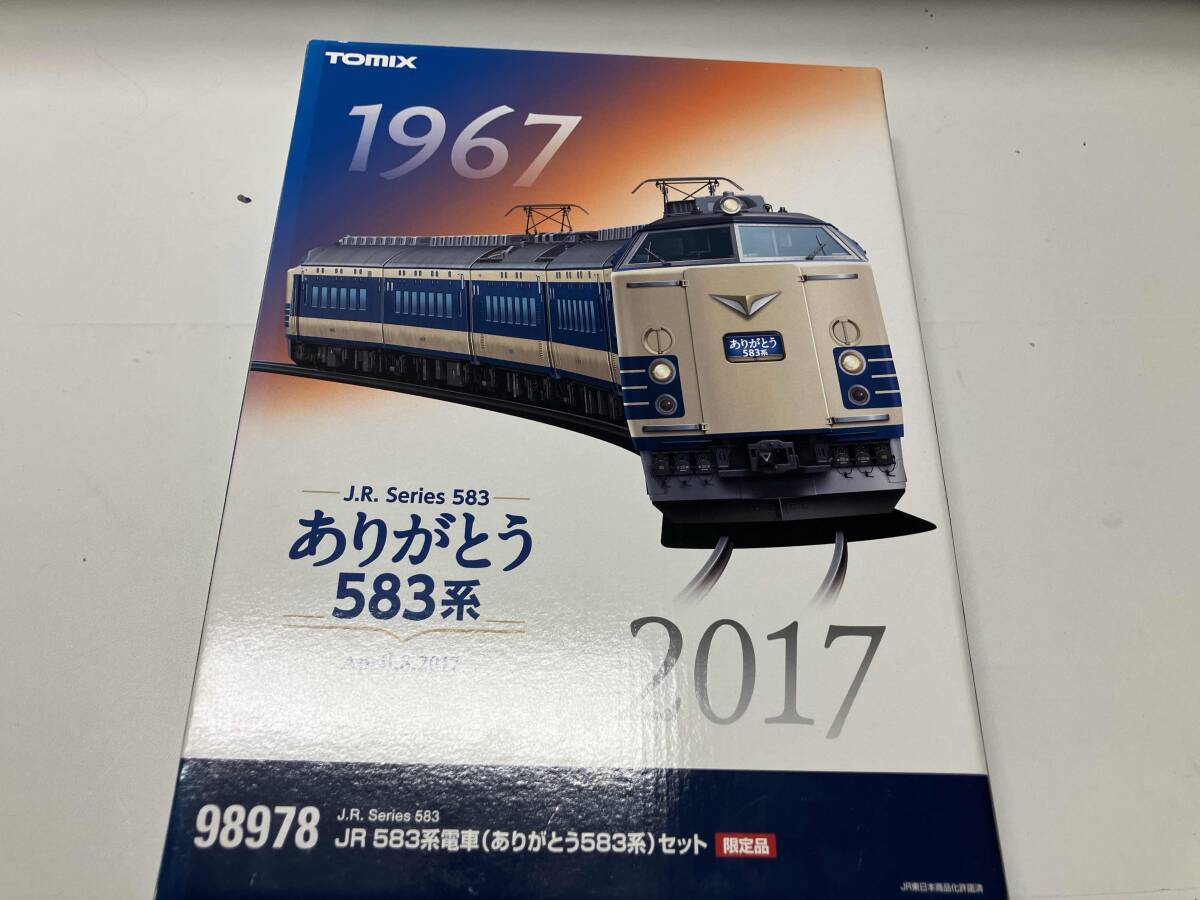 TOMIX
1967
ありがとう
583系
J.R. Series 583
ありがとう
583系
April.8.2017
2017
98978
J.R. Series 583
JR 583系電車(ありがとう583系)セット 限定品
JR東日本商品化許諾済